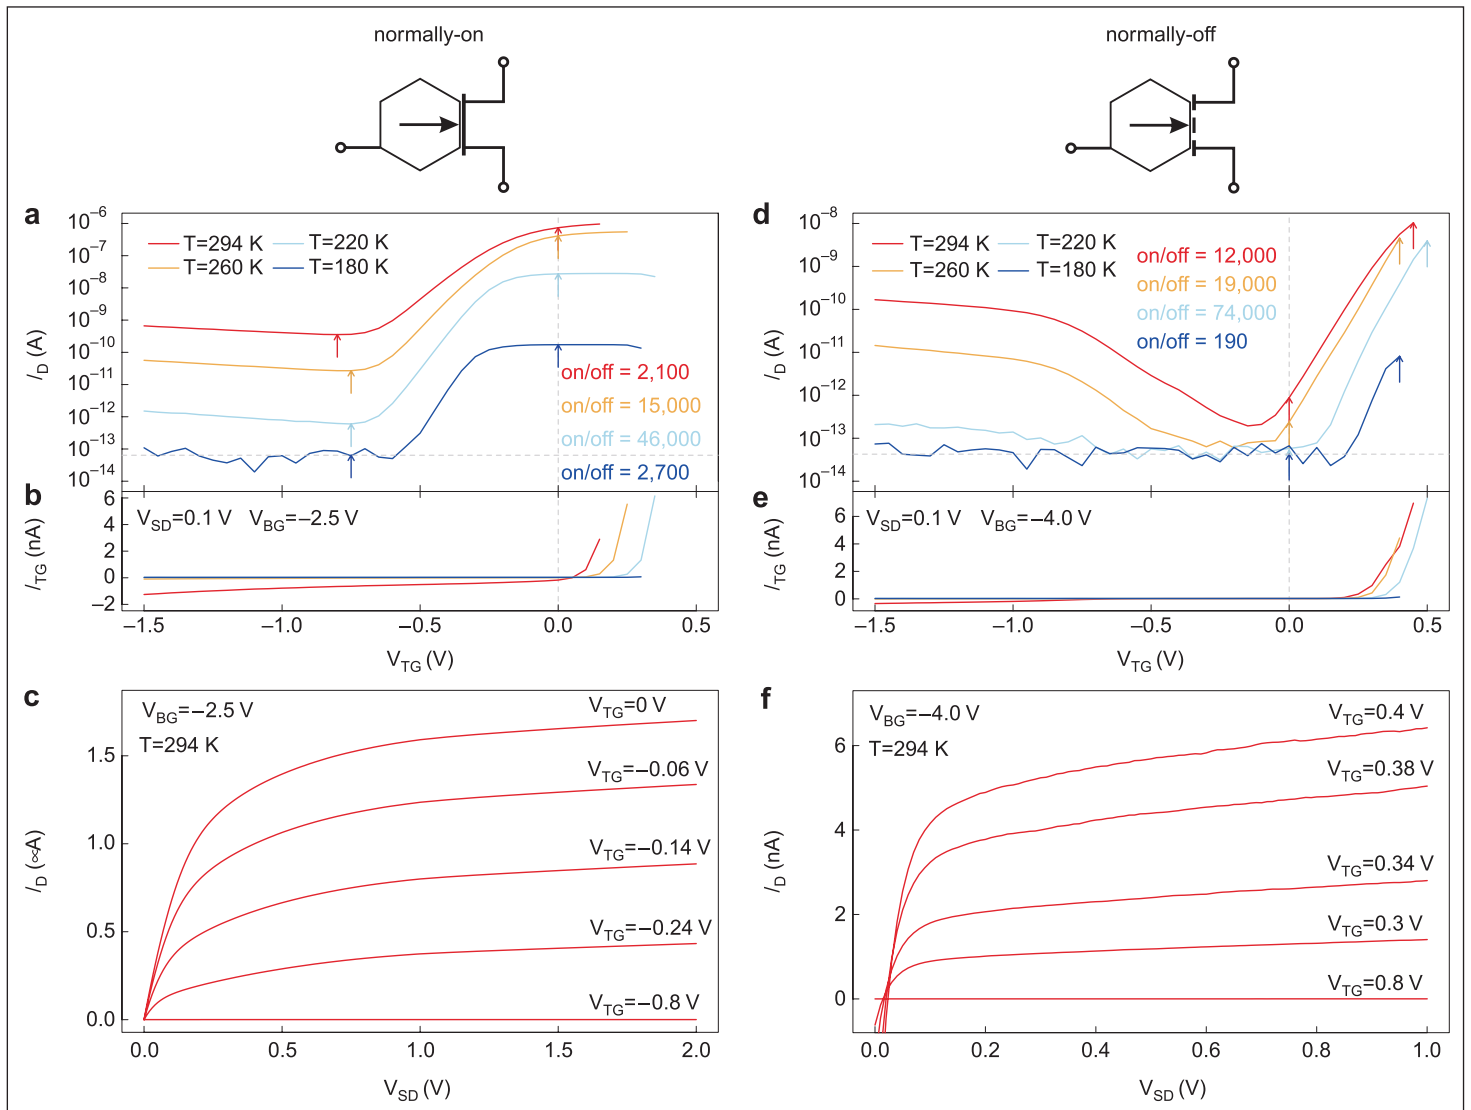 normally-on
normally-off
a
10⁻⁶
10⁻⁷
10⁻⁸
10⁻⁹
10⁻¹⁰
10⁻¹¹
10⁻¹²
10⁻¹³
10⁻¹⁴
I_D (A)
T=294 K T=220 K
T=260 K T=180 K
on/off = 2,100
on/off = 15,000
on/off = 46,000
on/off = 2,700
b
6
4
2
0
−2
I_TG (nA)
V_SD=0.1 V V_BG=−2.5 V
−1.5 −1.0 −0.5 0.0 0.5
V_TG (V)
c
V_BG=−2.5 V
T=294 K
V_TG=0 V
V_TG=−0.06 V
V_TG=−0.14 V
V_TG=−0.24 V
V_TG=−0.8 V
1.5
1.0
0.5
0.0
I_D (∝A)
0.0 0.5 1.0 1.5 2.0
V_SD (V)
d
10⁻⁸
10⁻⁹
10⁻¹⁰
10⁻¹¹
10⁻¹²
10⁻¹³
10⁻¹⁴
I_D (A)
T=294 K T=220 K
T=260 K T=180 K
on/off = 12,000
on/off = 19,000
on/off = 74,000
on/off = 190
e
6
4
2
0
I_TG (nA)
V_SD=0.1 V V_BG=−4.0 V
−1.5 −1.0 −0.5 0.0 0.5
V_TG (V)
f
V_BG=−4.0 V
T=294 K
V_TG=0.4 V
V_TG=0.38 V
V_TG=0.34 V
V_TG=0.3 V
V_TG=0.8 V
6
4
2
0
I_D (nA)
0.0 0.2 0.4 0.6 0.8 1.0
V_SD (V)